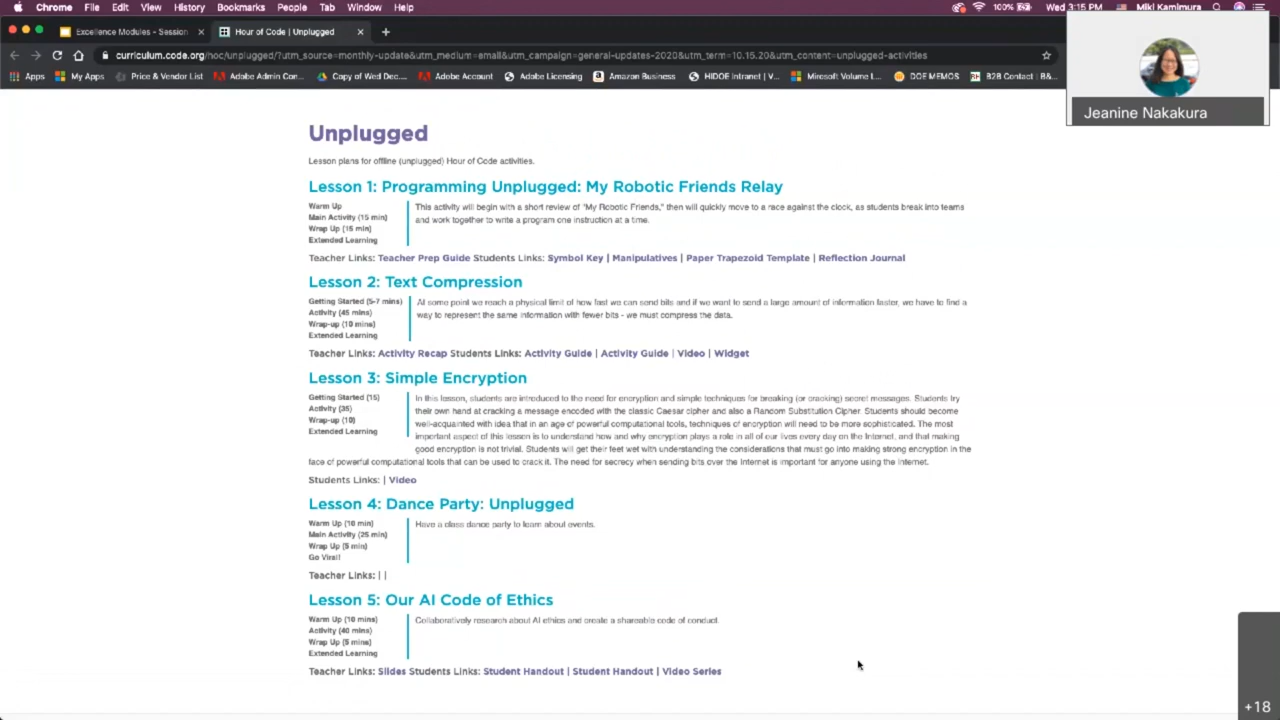 Chrome File Edit View History Bookmarks People Tab Window Help 100% Wed 3:15 PM Miki Kamimura
Excellence Modules - Session Hour of Code | Unplugged
curriculum.code.org/hoc/unplugged/?utm_source=monthly-update&utm_medium=email&utm_campaign=general-updates-2020&utm_term=10.15.20&utm_content=unplugged-activities
Apps My Apps Price & Vendor List Adobe Admin Con... Copy of Wed Dec.... Adobe Account Adobe Licensing Amazon Business HIDOE Intranet | V... Mirosoft Volume L... DOE MEMOS B2B Contact | B&...
Jeanine Nakakura
Unplugged
Lesson plans for offline (unplugged) Hour of Code activities.
Lesson 1: Programming Unplugged: My Robotic Friends Relay
Warm Up
Main Activity (15 min)
Wrap Up (15 min)
Extended Learning
This activity will begin with a short review of "My Robotic Friends," then will quickly move to a race against the clock, as students break into teams
and work together to write a program one instruction at a time.
Teacher Links: Teacher Prep Guide Students Links: Symbol Key | Manipulatives | Paper Trapezoid Template | Reflection Journal
Lesson 2: Text Compression
Getting Started (5-7 mins)
Activity (45 mins)
Wrap-up (10 mins)
Extended Learning
At some point we reach a physical limit of how fast we can send bits and if we want to send a large amount of information faster, we have to find a
way to represent the same information with fewer bits - we must compress the data.
Teacher Links: Activity Recap Students Links: Activity Guide | Activity Guide | Video | Widget
Lesson 3: Simple Encryption
Getting Started (15)
Activity (35)
Wrap-up (10)
Extended Learning
In this lesson, students are introduced to the need for encryption and simple techniques for breaking (or cracking) secret messages. Students try
their own hand at cracking a message encoded with the classic Caesar cipher and also a Random Substitution Cipher. Students should become
well-acquainted with idea that in an age of powerful computational tools, techniques of encryption will need to be more sophisticated. The most
important aspect of this lesson is to understand how and why encryption plays a role in all of our lives every day on the Internet, and that making
good encryption is not trivial. Students will get their feet wet with understanding the considerations that must go into making strong encryption in the
face of powerful computational tools that can be used to crack it. The need for secrecy when sending bits over the Internet is important for anyone using the Internet.
Students Links: | Video
Lesson 4: Dance Party: Unplugged
Warm Up (10 min)
Main Activity (25 min)
Wrap Up (5 min)
Go Viral!
Have a class dance party to learn about events.
Teacher Links: | |
Lesson 5: Our AI Code of Ethics
Warm Up (10 mins)
Activity (40 mins)
Wrap Up (5 mins)
Extended Learning
Collaboratively research about AI ethics and create a shareable code of conduct
Teacher Links: Slides Students Links: Student Handout | Student Handout | Video Series
+18